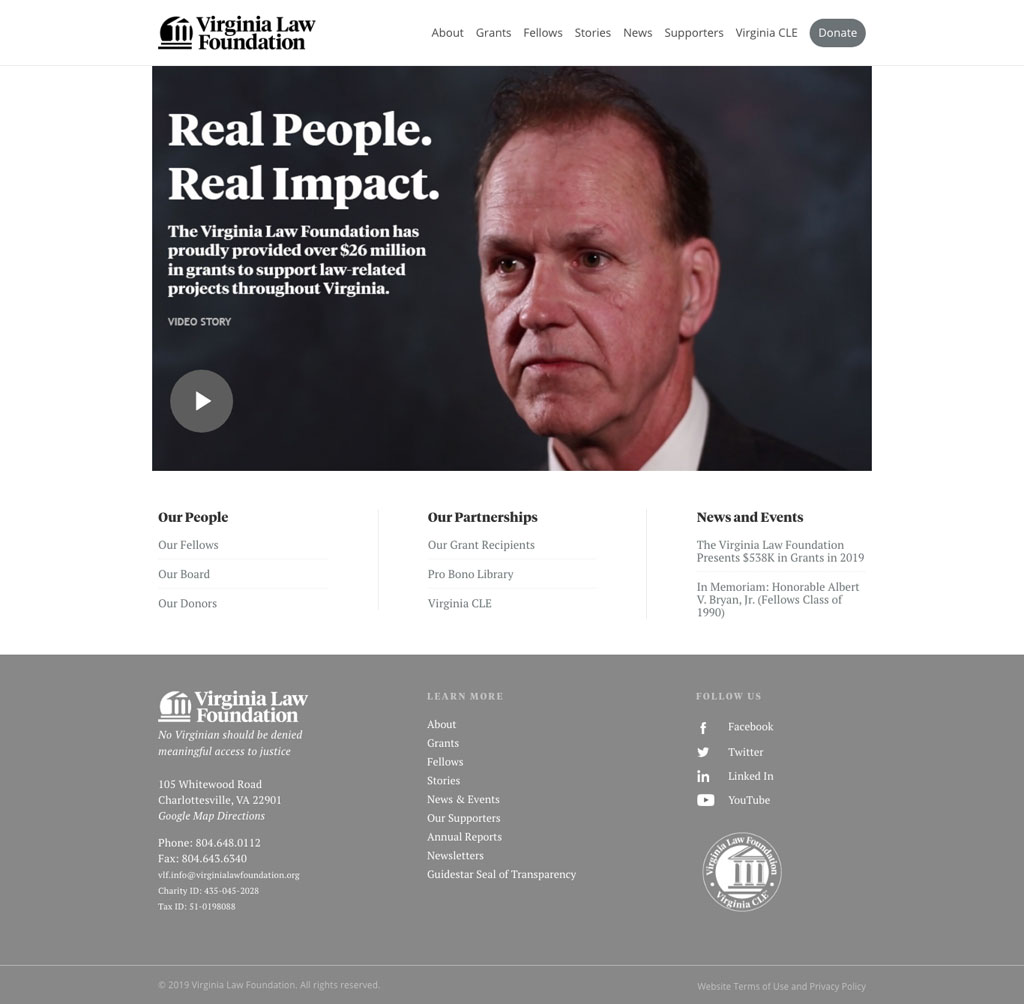 Virginia Law
Foundation
About Grants Fellows Stories News Supporters Virginia CLE Donate
Real People.
Real Impact.
The Virginia Law Foundation has
proudly provided over $26 million
in grants to support law-related
projects throughout Virginia.
VIDEO STORY
Our People
Our Fellows
Our Board
Our Donors
Our Partnerships
Our Grant Recipients
Pro Bono Library
Virginia CLE
News and Events
The Virginia Law Foundation
Presents $538K in Grants in 2019
In Memoriam: Honorable Albert
V. Bryan, Jr. (Fellows Class of
1990)
Virginia Law
Foundation
No Virginian should be denied
meaningful access to justice
105 Whitewood Road
Charlottesville, VA 22901
Google Map Directions
Phone: 804.648.0112
Fax: 804.643.6340
vlf.info@virginialawfoundation.org
Charity ID: 435-045-2028
Tax ID: 51-0198088
LEARN MORE
About
Grants
Fellows
Stories
News & Events
Our Supporters
Annual Reports
Newsletters
Guidestar Seal of Transparency
FOLLOW US
Facebook
Twitter
Linked In
YouTube
Virginia Law Foundation
Virginia CLE
© 2019 Virginia Law Foundation. All rights reserved.
Website Terms of Use and Privacy Policy